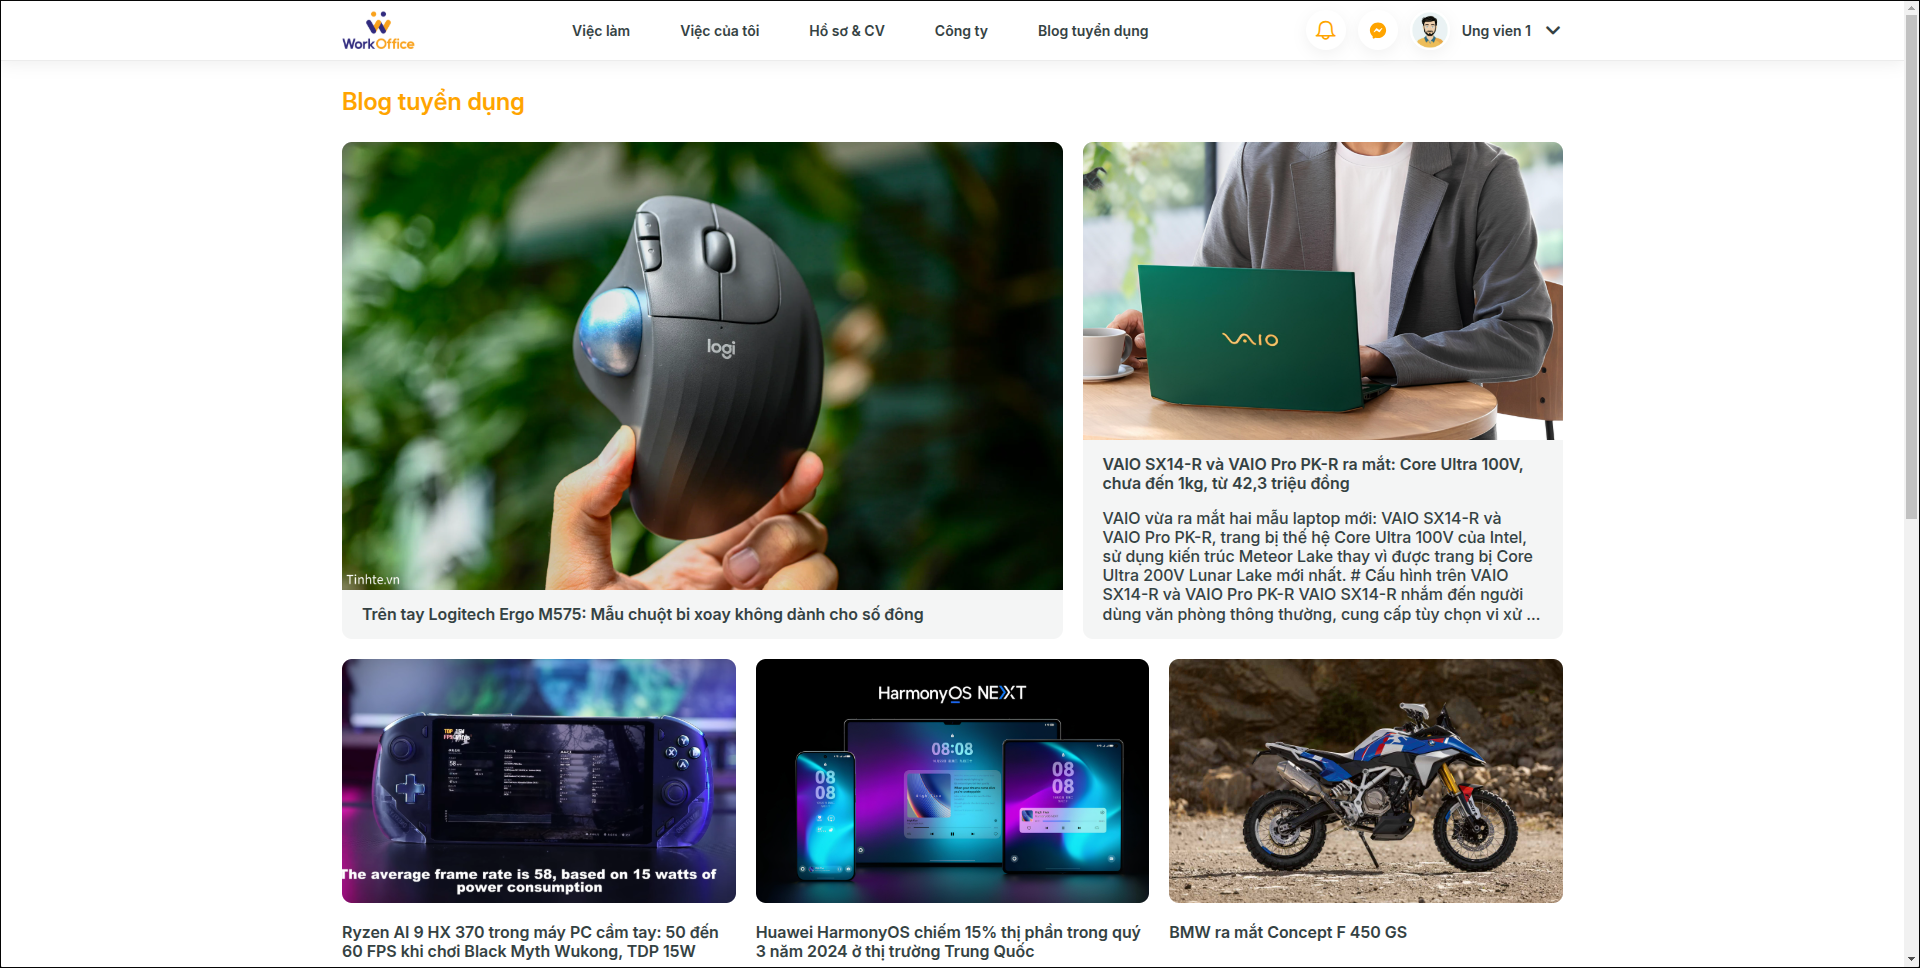 WorkOffice
Việc làm
Việc của tôi
Hồ sơ & CV
Công ty
Blog tuyển dụng
Ung vien 1
Blog tuyển dụng
logi
Tinhte.vn
Trên tay Logitech Ergo M575: Mẫu chuột bi xoay không dành cho số đông
VAIO
VAIO SX14-R và VAIO Pro PK-R ra mắt: Core Ultra 100V,
chưa đến 1kg, từ 42,3 triệu đồng
VAIO vừa ra mắt hai mẫu laptop mới: VAIO SX14-R và
VAIO Pro PK-R, trang bị thế hệ Core Ultra 100V của Intel,
sử dụng kiến trúc Meteor Lake thay vì được trang bị Core
Ultra 200V Lunar Lake mới nhất. # Cấu hình trên VAIO
SX14-R và VAIO Pro PK-R VAIO SX14-R nhắm đến người
dùng văn phòng thông thường, cung cấp tùy chọn vi xử ...
TDP 15W
The average frame rate is 58, based on 15 watts of
power consumption
Ryzen AI 9 HX 370 trong máy PC cầm tay: 50 đến
60 FPS khi chơi Black Myth Wukong, TDP 15W
HarmonyOS NEXT
08:08
08
08
08
08
Huawei HarmonyOS chiếm 15% thị phần trong quý
3 năm 2024 ở thị trường Trung Quốc
BMW ra mắt Concept F 450 GS